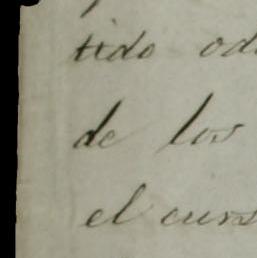 tido od
de los
el curs